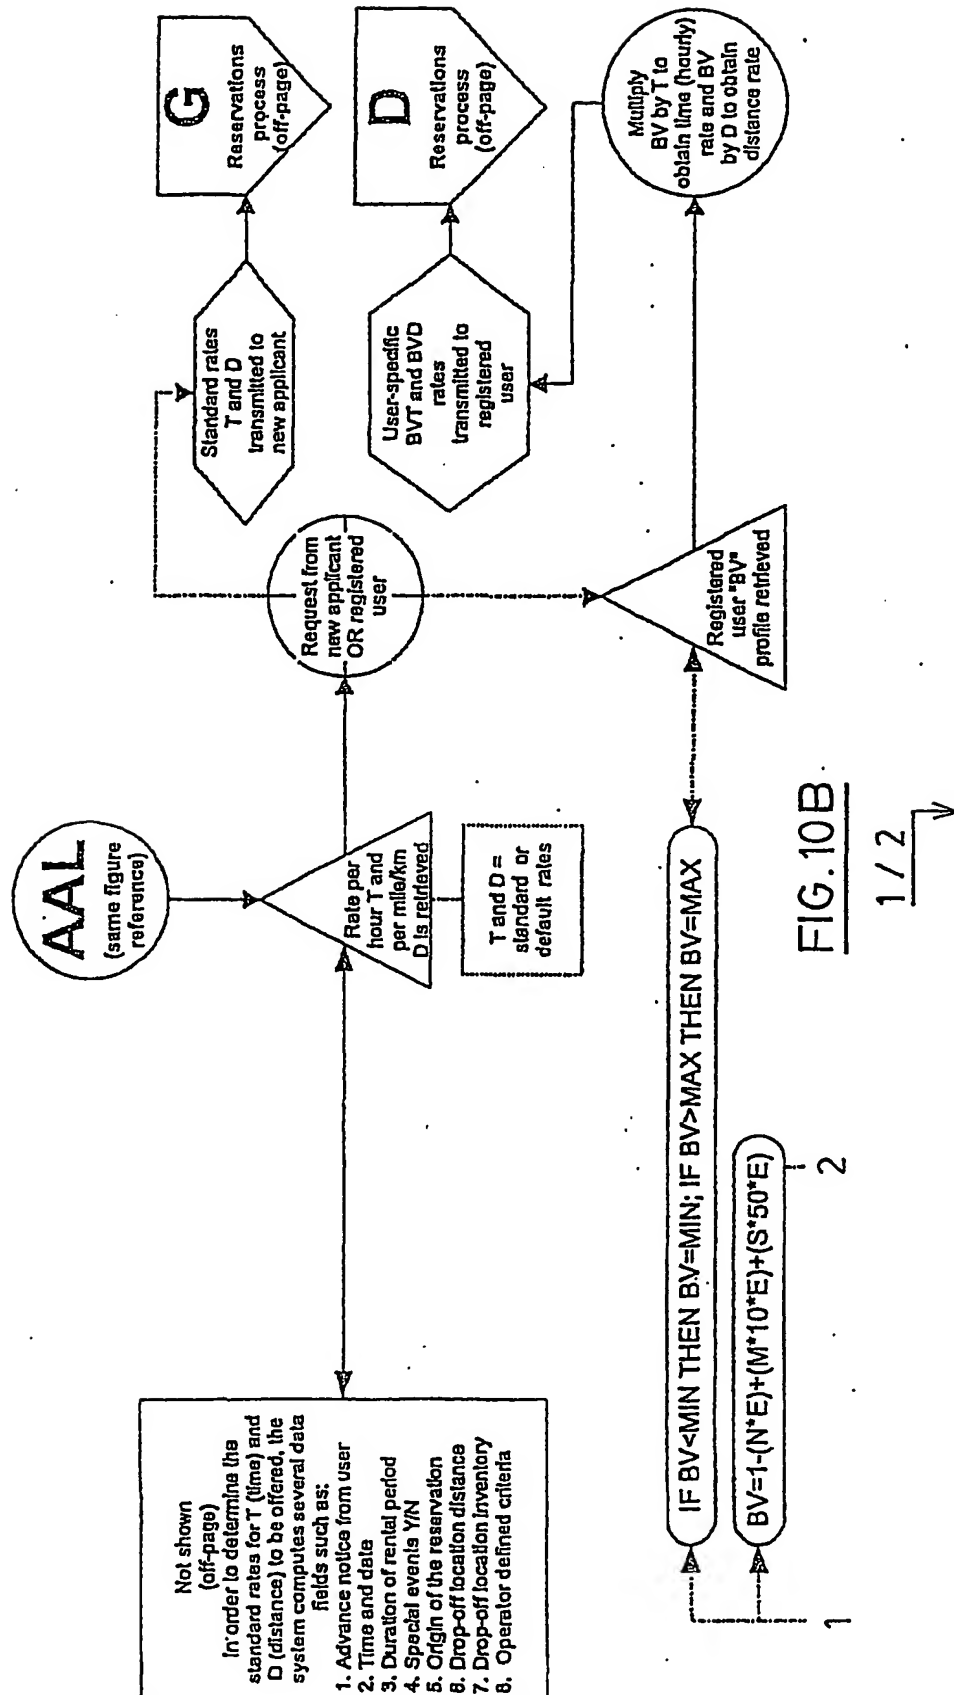 Not shown
(off-page)
In order to determine the
standard rates for T (time) and
D (distance) to be offered, the
system computes several data
fields such as:
1. Advance notice from user
2. Time and date
3. Duration of rental period
4. Special events Y/N
5. Origin of the reservation
6. Drop-off location distance
7. Drop-off location inventory
8. Operator defined criteria
AAL
(same figure
reference)
Rate per
hour T and
per mile/km
D is retrieved
T and D =
standard or
default rates
Request from
new applicant
OR registered
user
Standard rates
T and D
transmitted to
new applicant
G
Reservations
process
(off-page)
User-specific
BVT and BVD
rates
transmitted to
registered
user
D
Reservations
process
(off-page)
IF BV<MIN THEN BV=MIN; IF BV>MAX THEN BV=MAX
BV=1-(N*E)+(M*10*E)+(S*50*E)
1
2
Registered
user "BV"
profile retrieved
Multiply
BV by T to
obtain time (hourly)
rate and BV
by D to obtain
distance rate
FIG. 10B
1/2